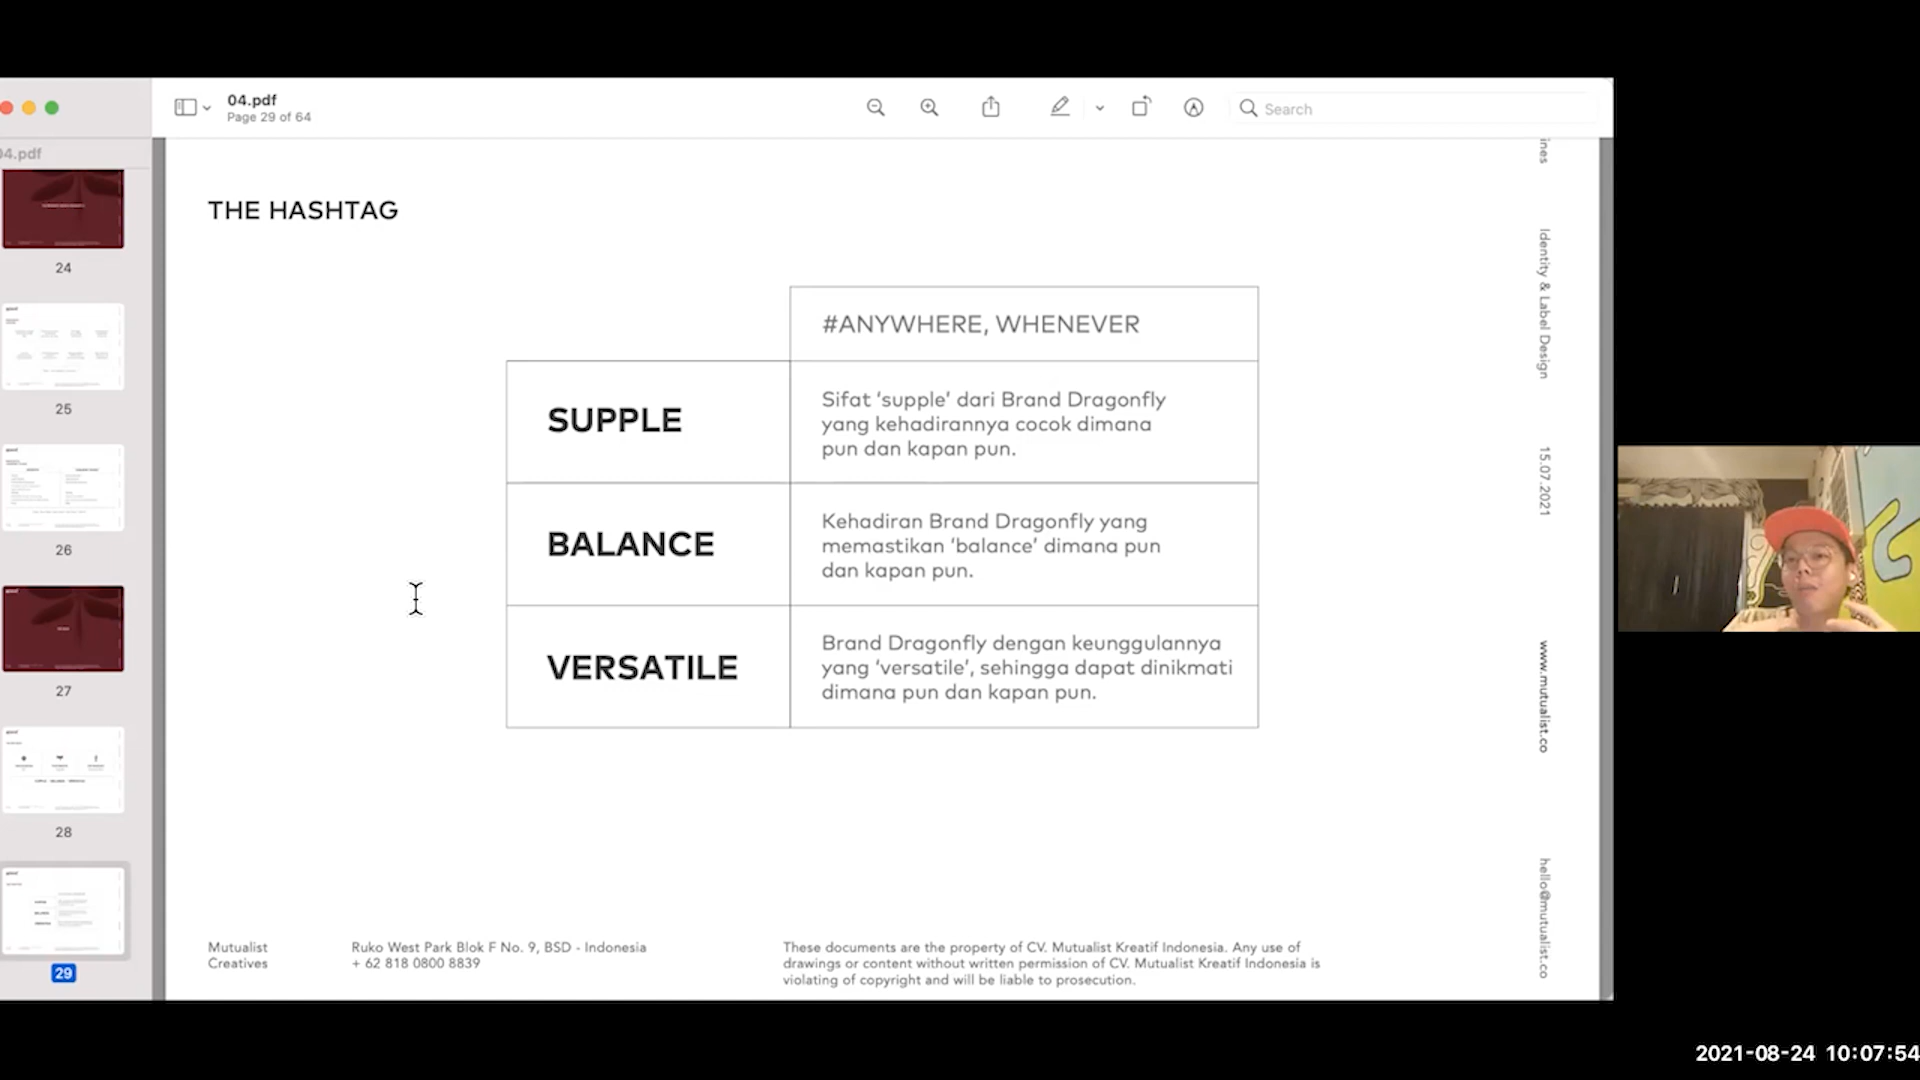 04.pdf
Page 29 of 64
Search
04.pdf
24
25
26
27
28
29
THE HASHTAG
#ANYWHERE, WHENEVER
SUPPLE
Sifat ‘supple’ dari Brand Dragonfly
yang kehadirannya cocok dimana
pun dan kapan pun.
BALANCE
Kehadiran Brand Dragonfly yang
memastikan ‘balance’ dimana pun
dan kapan pun.
VERSATILE
Brand Dragonfly dengan keunggulannya
yang ‘versatile’, sehingga dapat dinikmati
dimana pun dan kapan pun.
ines
Identity & Label Design
15.07.2021
www.mutualist.co
hello@mutualist.co
Mutualist
Creatives
Ruko West Park Blok F No. 9, BSD - Indonesia
+ 62 818 0800 8839
These documents are the property of CV. Mutualist Kreatif Indonesia. Any use of
drawings or content without written permission of CV. Mutualist Kreatif Indonesia is
violating of copyright and will be liable to prosecution.
2021-08-24 10:07:54